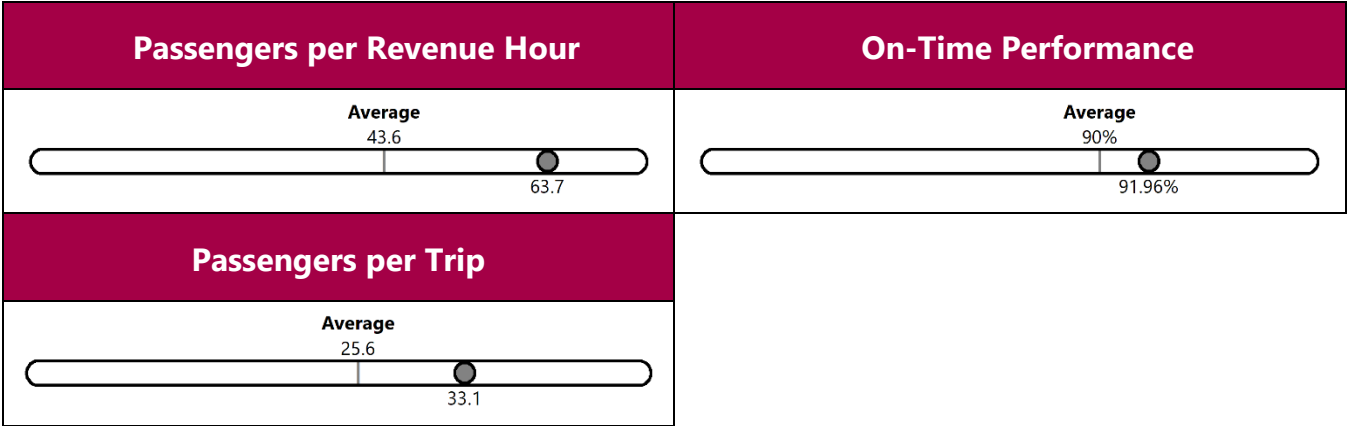 Passengers per Revenue Hour
Average
43.6
63.7
On-Time Performance
Average
90%
91.96%
Passengers per Trip
Average
25.6
33.1